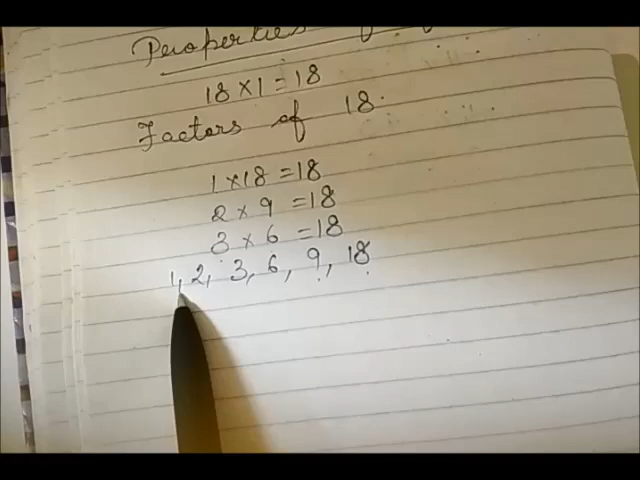 Properties
18 × 1 = 18
Factors of 18.
1 × 18 = 18
2 × 9 = 18
3 × 6 = 18
1, 2, 3, 6, 9, 18